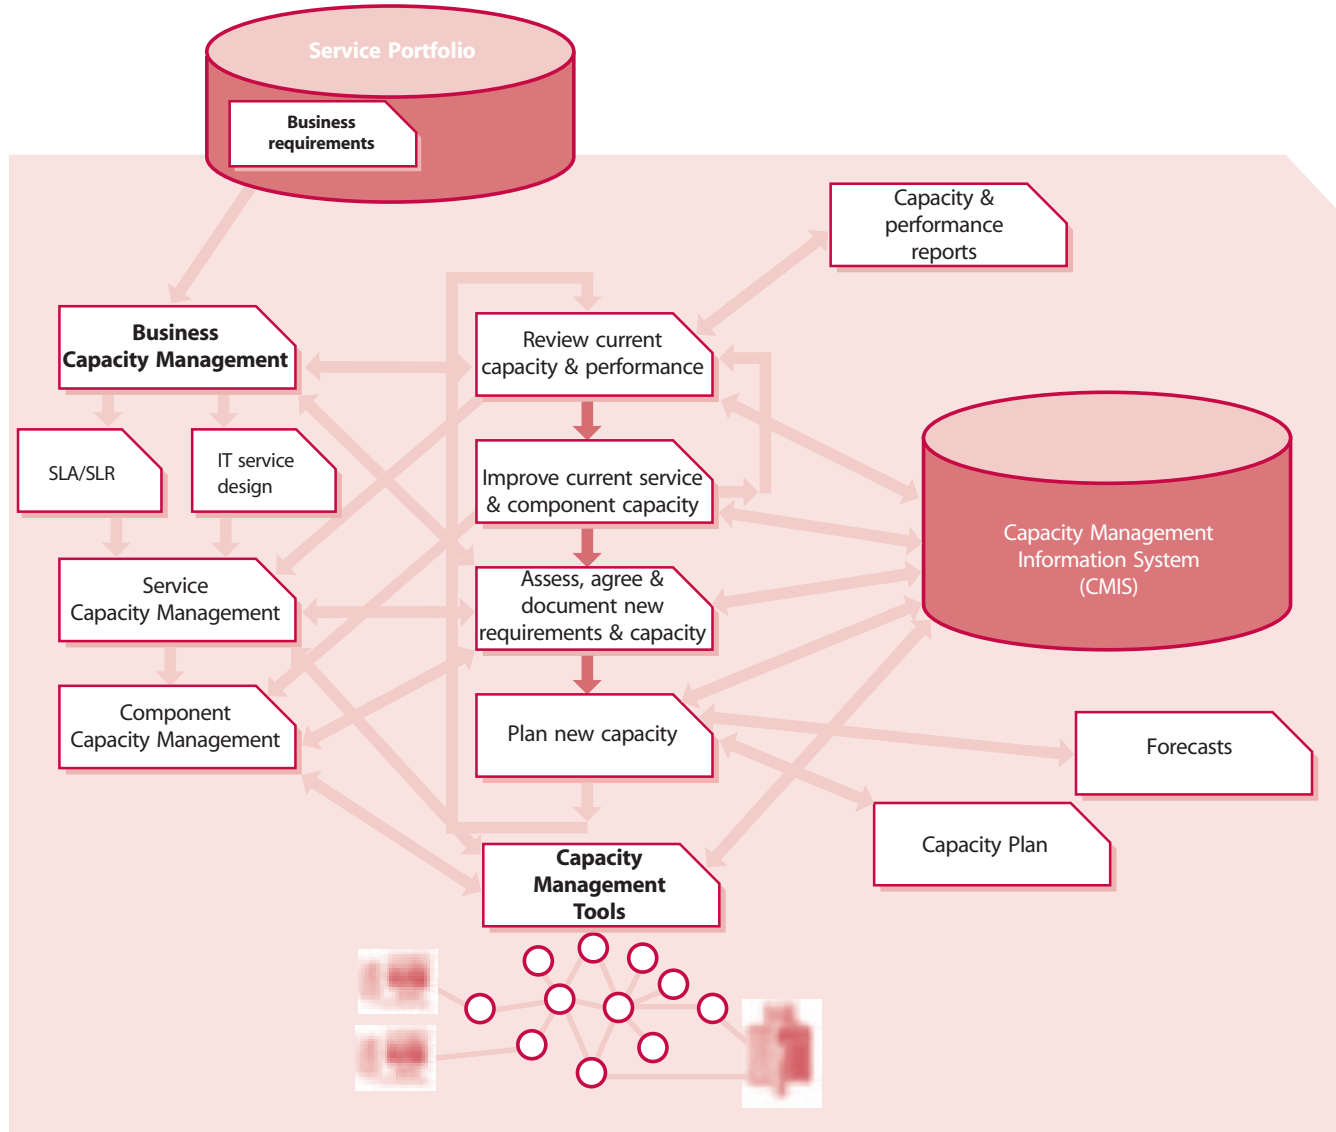 Service Portfolio
Business
requirements
Capacity &
performance
reports
Business
Capacity Management
Review current
capacity & performance
SLA/SLR
IT service
design
Improve current service
& component capacity
Capacity Management
Information System
(CMIS)
Service
Capacity Management
Assess, agree &
document new
requirements & capacity
Component
Capacity Management
Plan new capacity
Forecasts
Capacity Plan
Capacity
Management
Tools